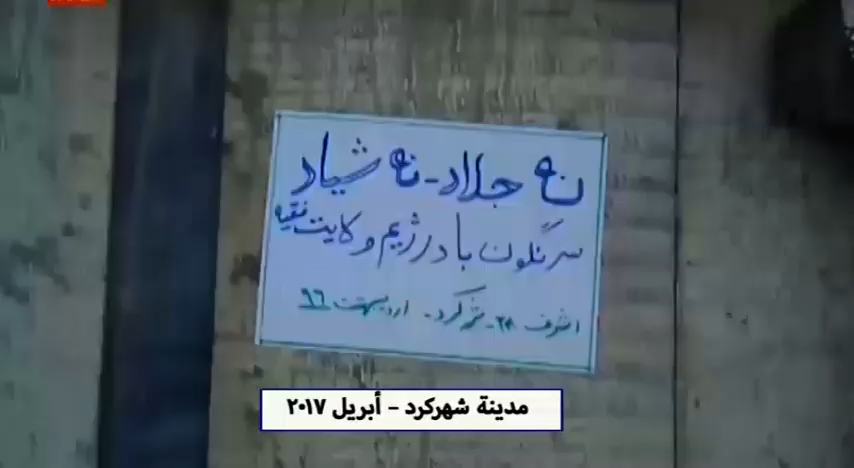 نه جلاد - نه شیاد
سرنگون باد رژیم ولایت فقیه
اشرف ۲۸ - شهرکرد - اردیبهشت ۹۶
مدينة شهركرد – أبريل ٢٠١٧